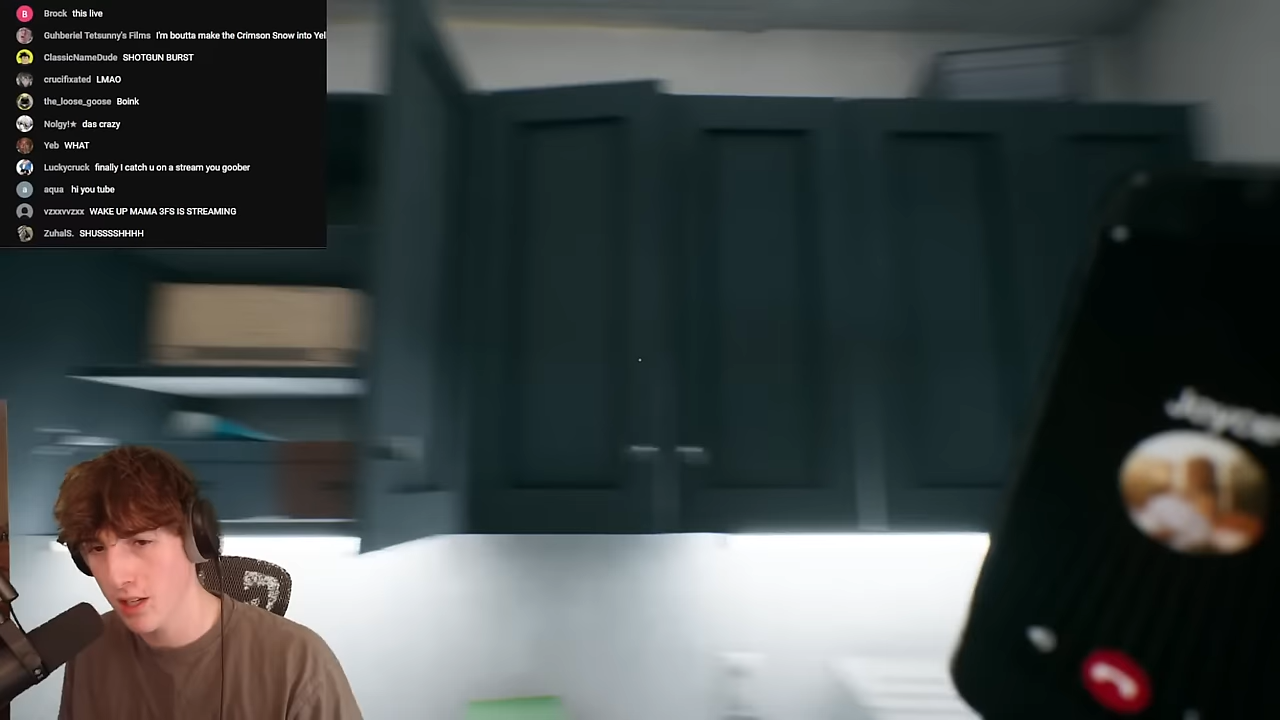 B Brock this live
Guhberiel Tetsunny's Films I'm boutta make the Crimson Snow into Yel
ClassicNameDude SHOTGUN BURST
crucifixated LMAO
the_loose_goose Boink
Nolgy!★ das crazy
Yeb WHAT
Luckycruck finally I catch u on a stream you goober
a aqua hi you tube
vzxxvvzxx WAKE UP MAMA 3FS IS STREAMING
ZuhalS. SHUSSSSHHHH
Joyce